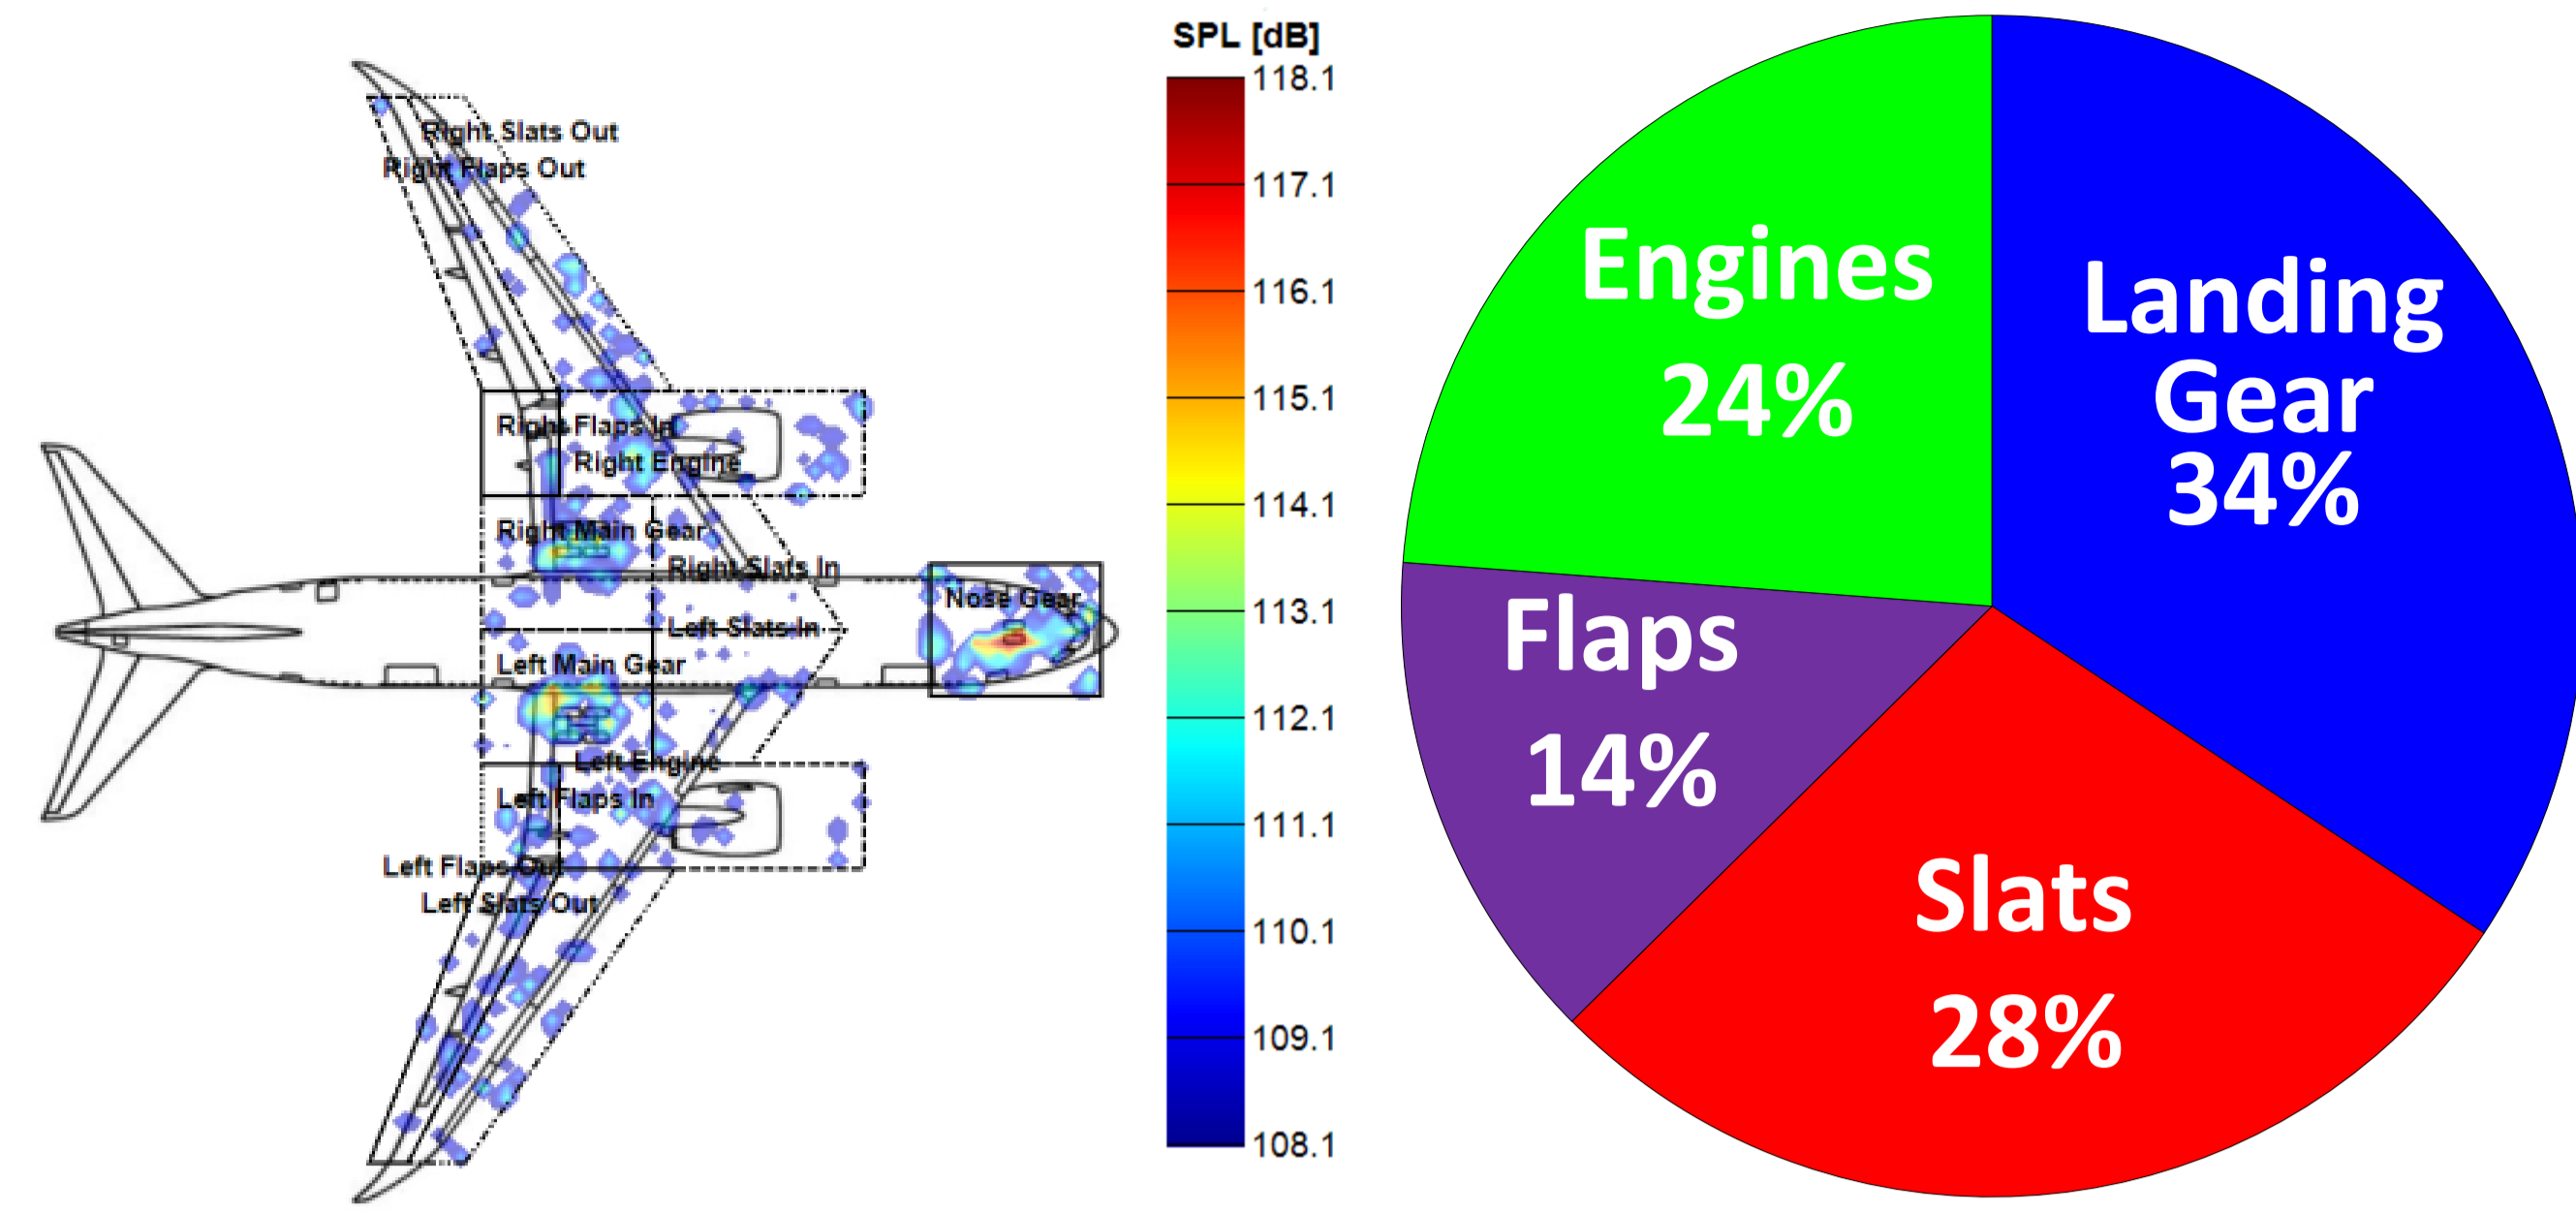 Right Slats Out
Right Flaps Out
Right Flaps In
Right Engine
Right Main Gear
Right Slats In
Nose Gear
Left Slats In
Left Main Gear
Left Engine
Left Flaps In
Left Flaps Out
Left Slats Out
SPL [dB]
118.1
117.1
116.1
115.1
114.1
113.1
112.1
111.1
110.1
109.1
108.1
Engines
24%
Landing
Gear
34%
Flaps
14%
Slats
28%